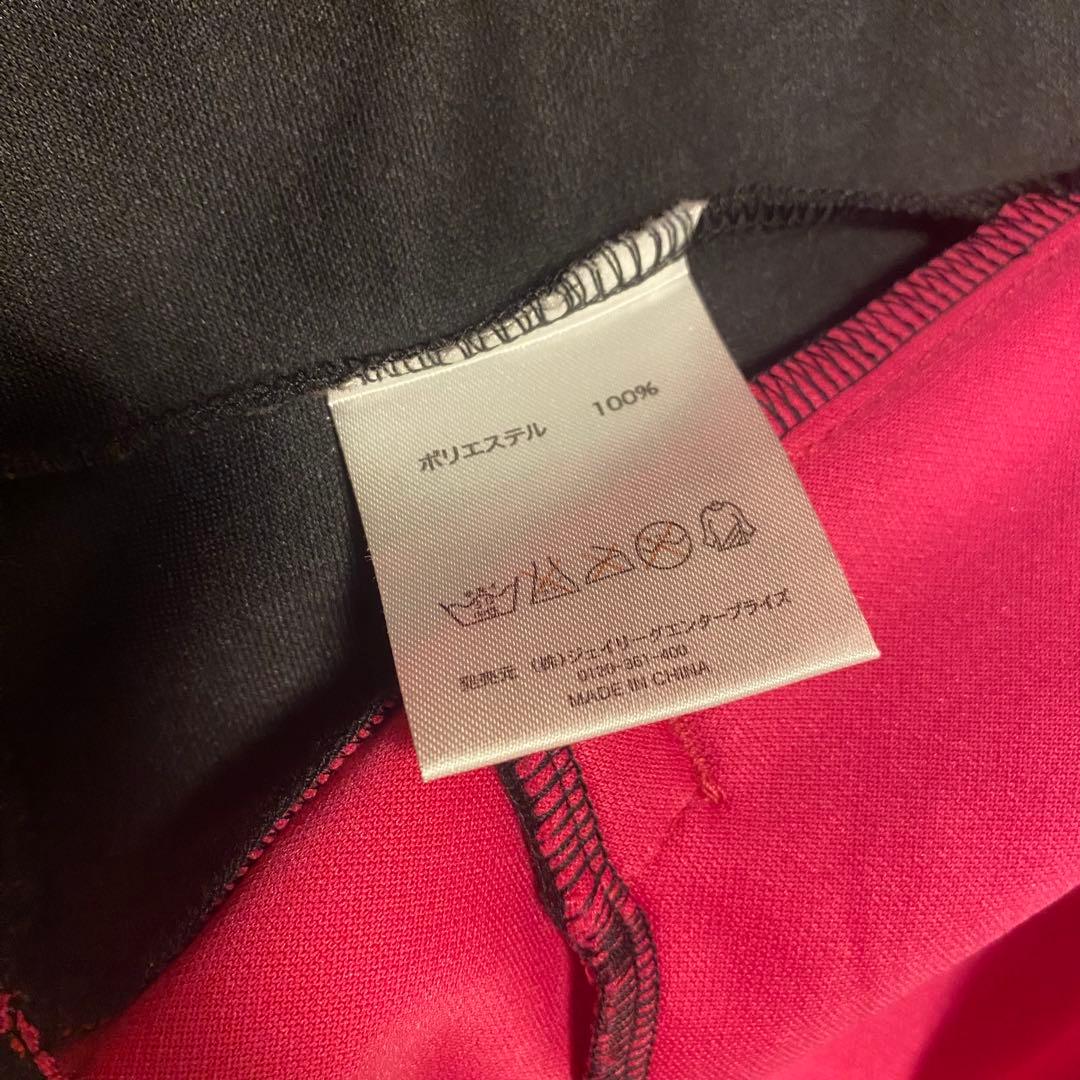 ポリエステル 100%
発売元 (株)ジェイリーグエンタープライズ
0120-361-400
MADE IN CHINA